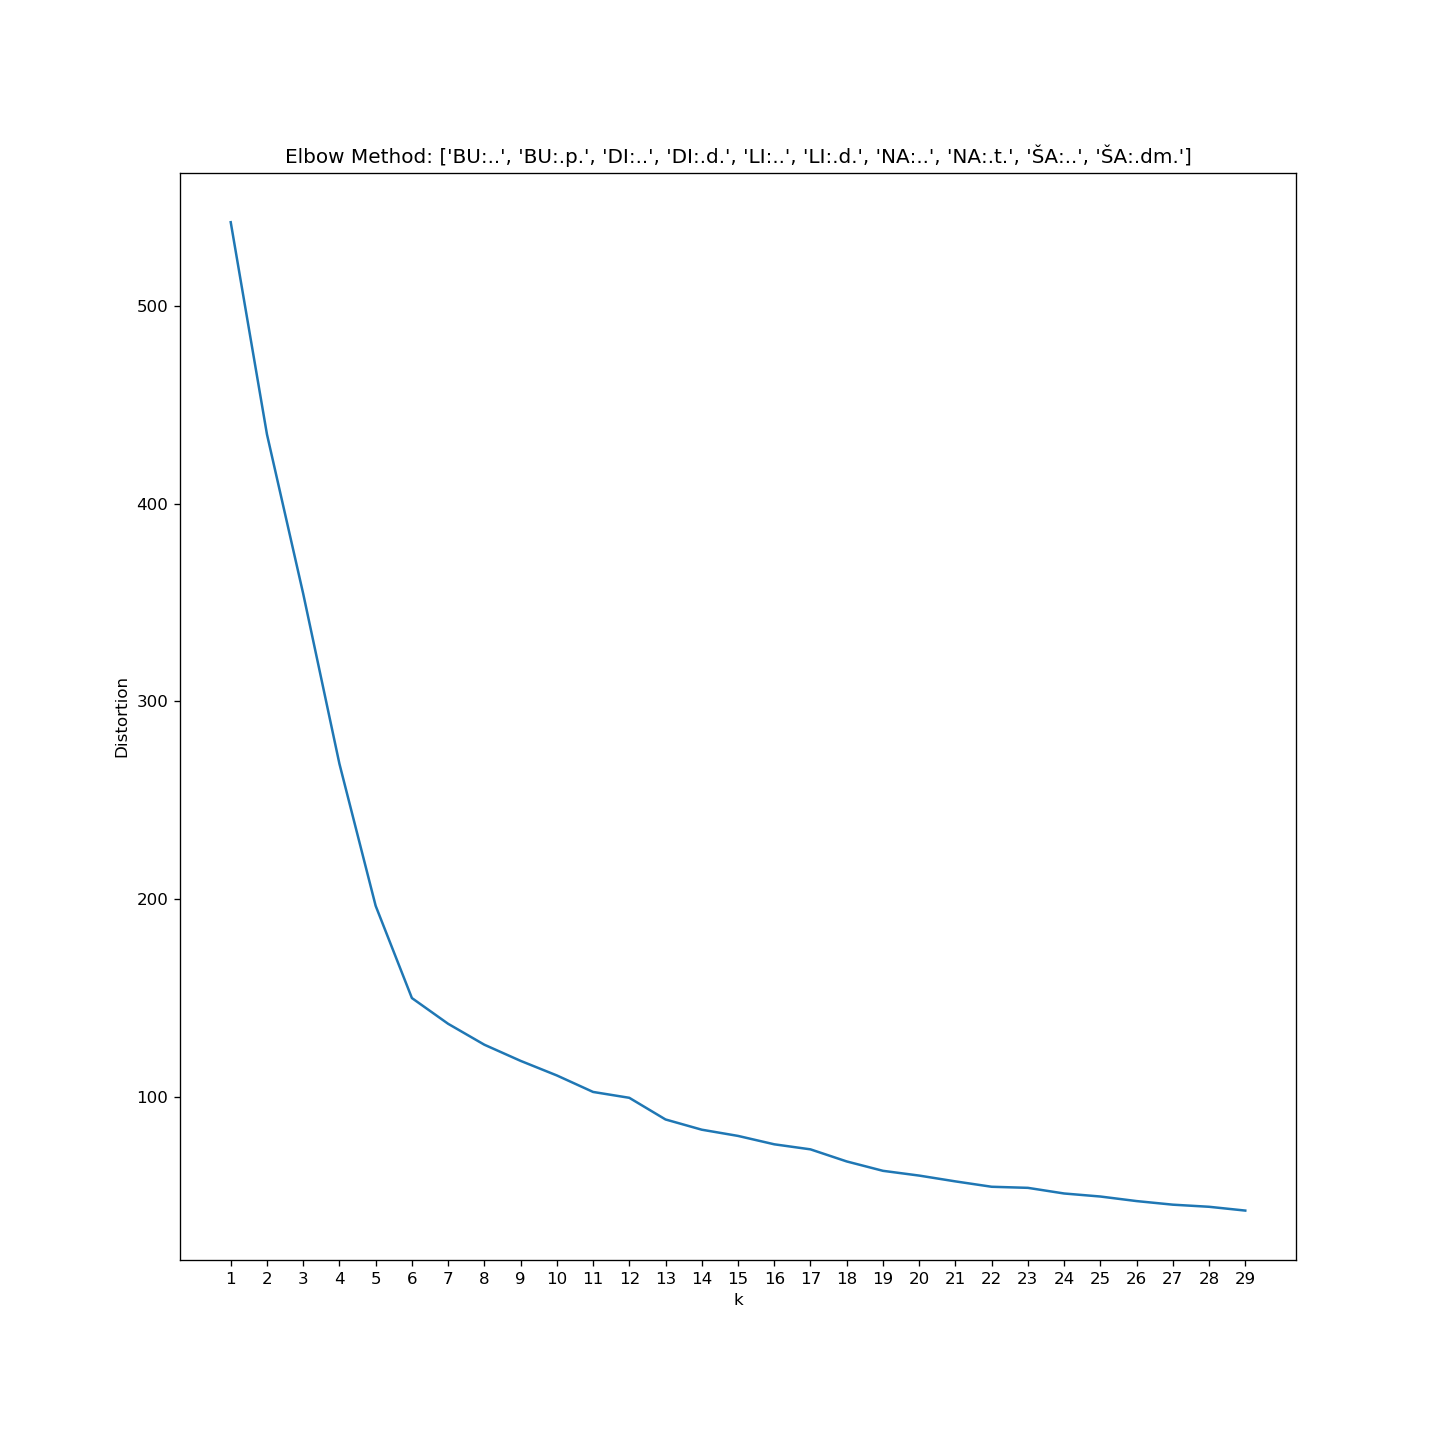 Elbow Method: ['BU:..', 'BU:.p.', 'DI:..', 'DI:.d.', 'LI:..', 'LI:.d.', 'NA:..', 'NA:.t.', 'ŠA:..', 'ŠA:.dm.']
500
400
300
200
100
Distortion
1 2 3 4 5 6 7 8 9 10 11 12 13 14 15 16 17 18 19 20 21 22 23 24 25 26 27 28 29
k